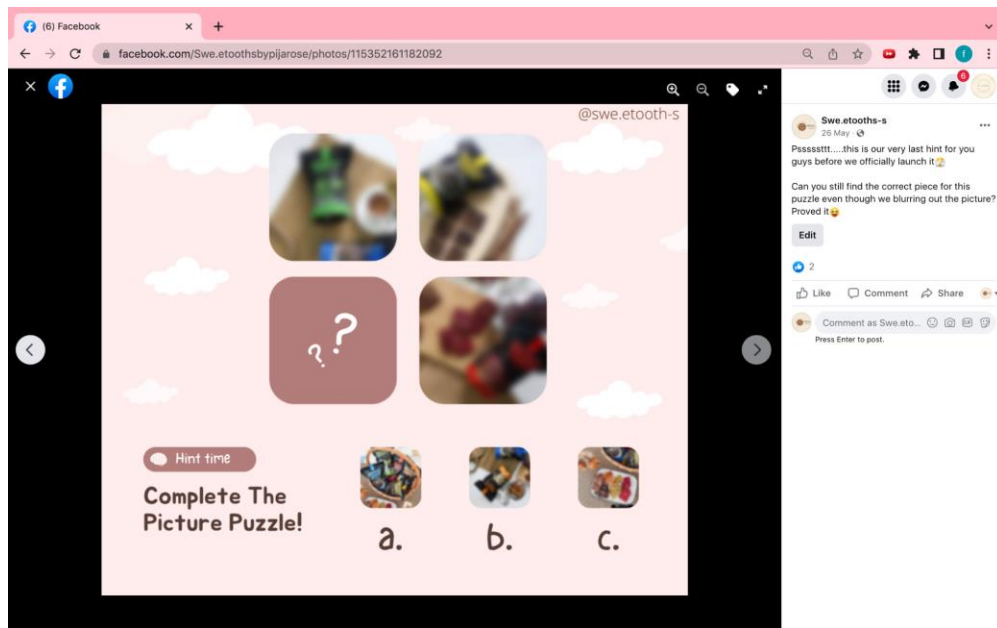 (6) Facebook
facebook.com/Swe.etoothsbypijarose/photos/115352161182092
6
@swe.etooth-s
??
Hint time
Complete The
Picture Puzzle!
a. b. c.
Swe.etooths-s
26 May ·
Psssssttt.....this is our very last hint for you
guys before we officially launch it🫣
Can you still find the correct piece for this
puzzle even though we blurring out the picture?
Proved it😝
Edit
2
Like Comment Share
Comment as Swe.eto...
Press Enter to post.